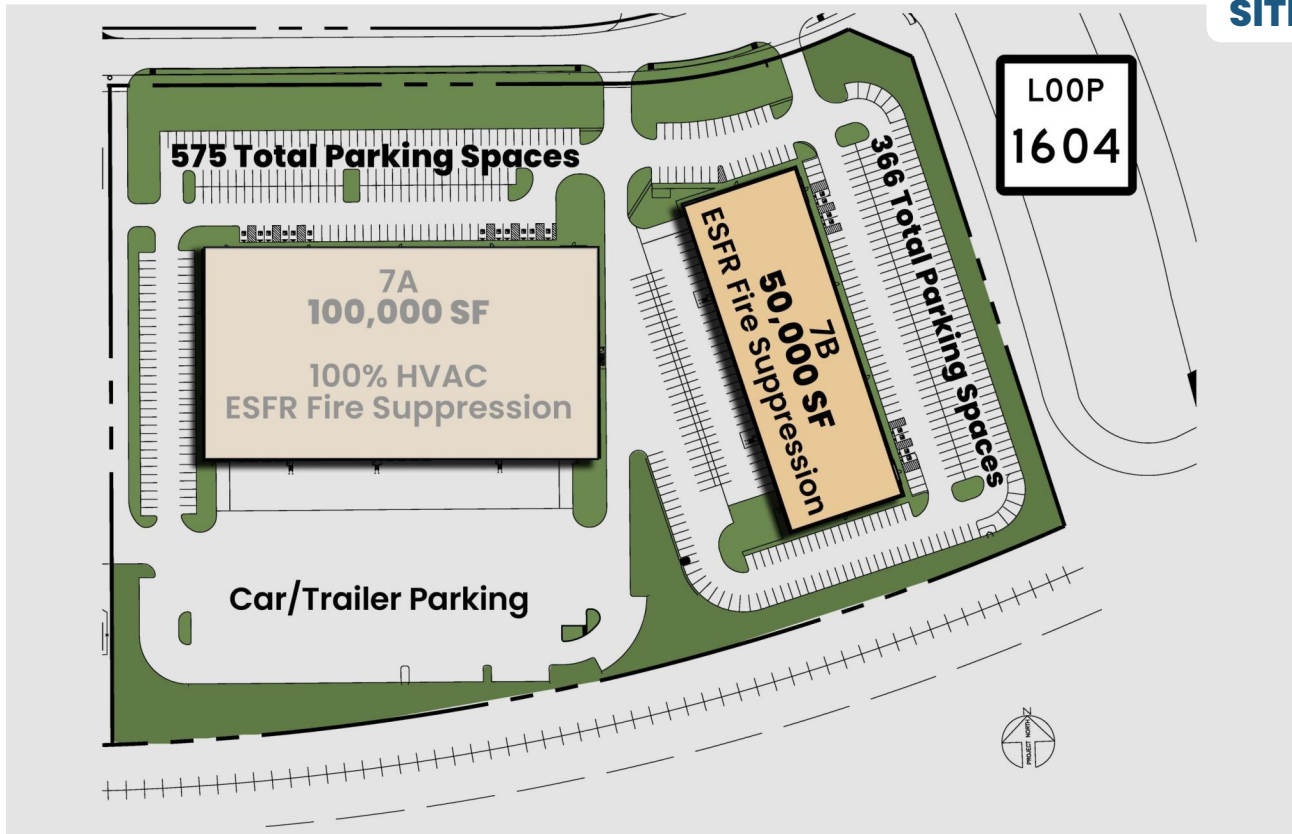 SIT
LOOP
1604
575 Total Parking Spaces
366 Total Parking Spaces
7A
100,000 SF
100% HVAC
ESFR Fire Suppression
7B
50,000 SF
ESFR Fire Suppression
Car/Trailer Parking
N
PROJECT NORTH